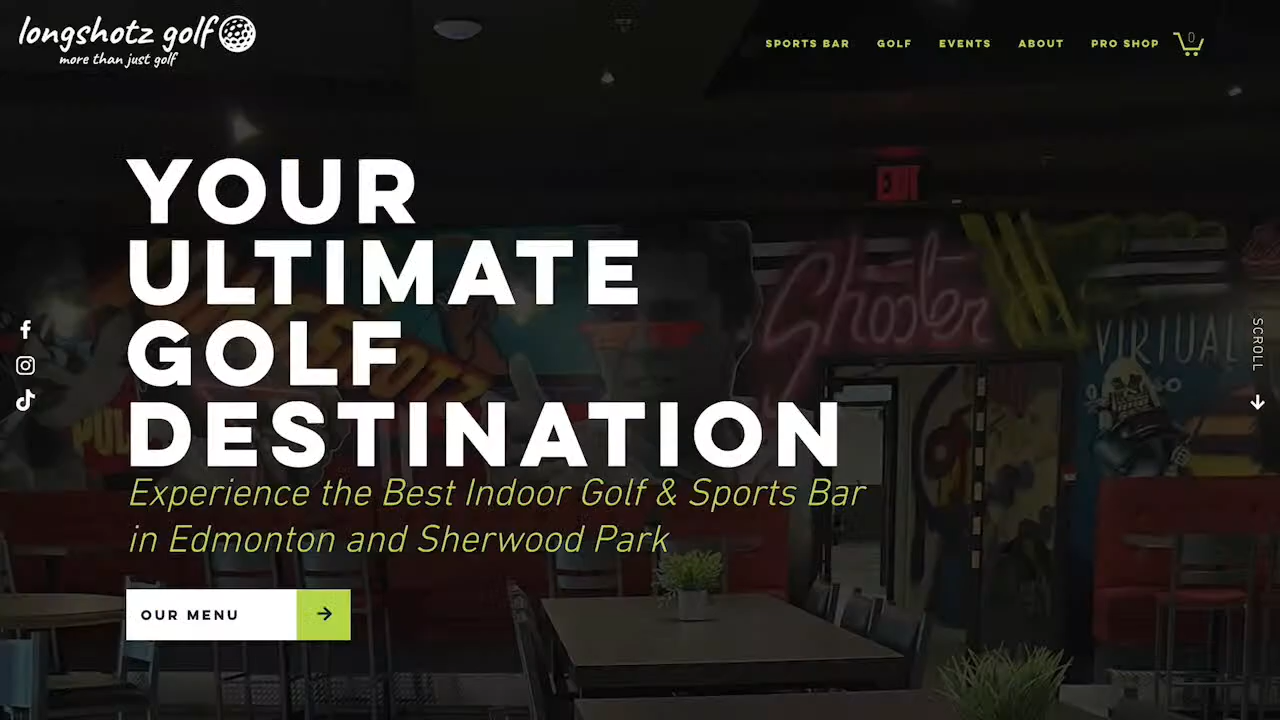 longshotz golf
more than just golf
SPORTS BAR
GOLF
EVENTS
ABOUT
PRO SHOP
0
YOUR
ULTIMATE
GOLF
DESTINATION
Experience the Best Indoor Golf & Sports Bar
in Edmonton and Sherwood Park
OUR MENU
SCROLL
EXIT
Shooter
VIRTUAL